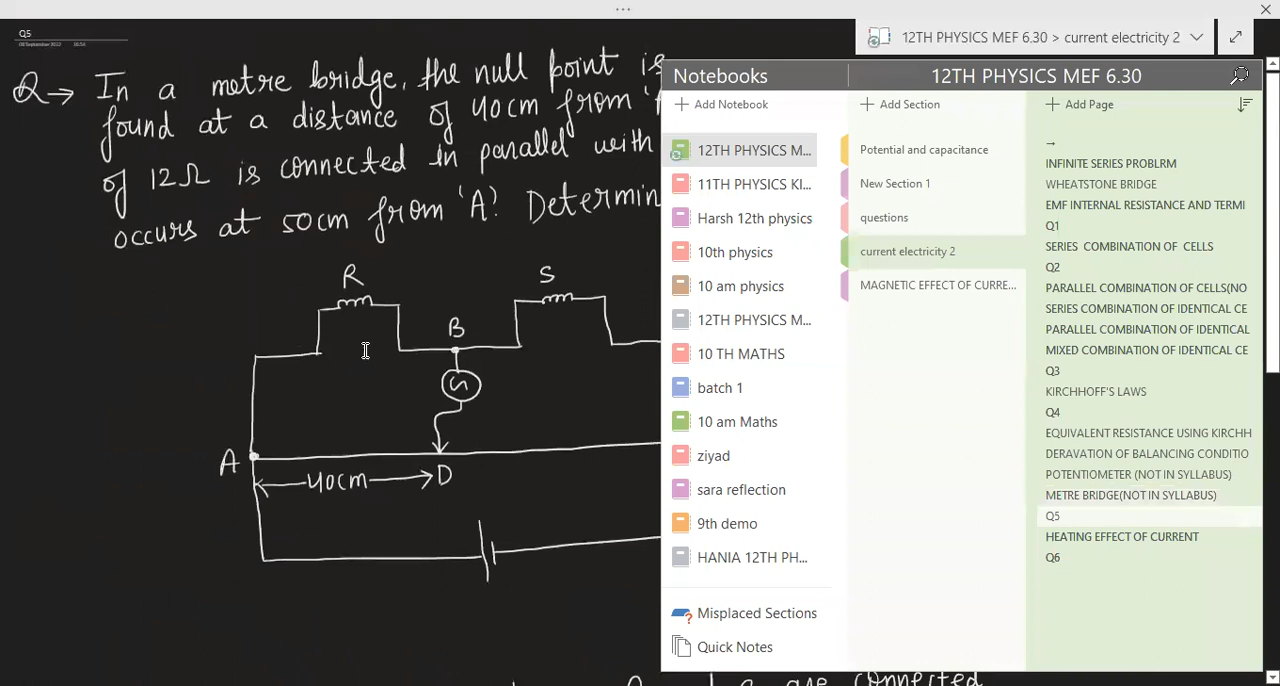 Q5
12TH PHYSICS MEF 6.30 > current electricity 2
Q → In a metre bridge, the null point is
found at a distance of 40cm from 'A
of 12Ω is connected in parallel with
occurs at 50cm from 'A? Determin
R
S
B
G
A
40cm
D
are connected
Notebooks
12TH PHYSICS MEF 6.30
+ Add Notebook
+ Add Section
+ Add Page
12TH PHYSICS M...
11TH PHYSICS KI...
Harsh 12th physics
10th physics
10 am physics
12TH PHYSICS M...
10 TH MATHS
batch 1
10 am Maths
ziyad
sara reflection
9th demo
HANIA 12TH PH...
Misplaced Sections
Quick Notes
Potential and capacitance
New Section 1
questions
current electricity 2
MAGNETIC EFFECT OF CURRE...
→
INFINITE SERIES PROBLRM
WHEATSTONE BRIDGE
EMF INTERNAL RESISTANCE AND TERMI
Q1
SERIES COMBINATION OF CELLS
Q2
PARALLEL COMBINATION OF CELLS(NO
SERIES COMBINATION OF IDENTICAL CE
PARALLEL COMBINATION OF IDENTICAL
MIXED COMBINATION OF IDENTICAL CE
Q3
KIRCHHOFF'S LAWS
Q4
EQUIVALENT RESISTANCE USING KIRCHH
DERAVATION OF BALANCING CONDITIO
POTENTIOMETER (NOT IN SYLLABUS)
METRE BRIDGE(NOT IN SYLLABUS)
Q5
HEATING EFFECT OF CURRENT
Q6